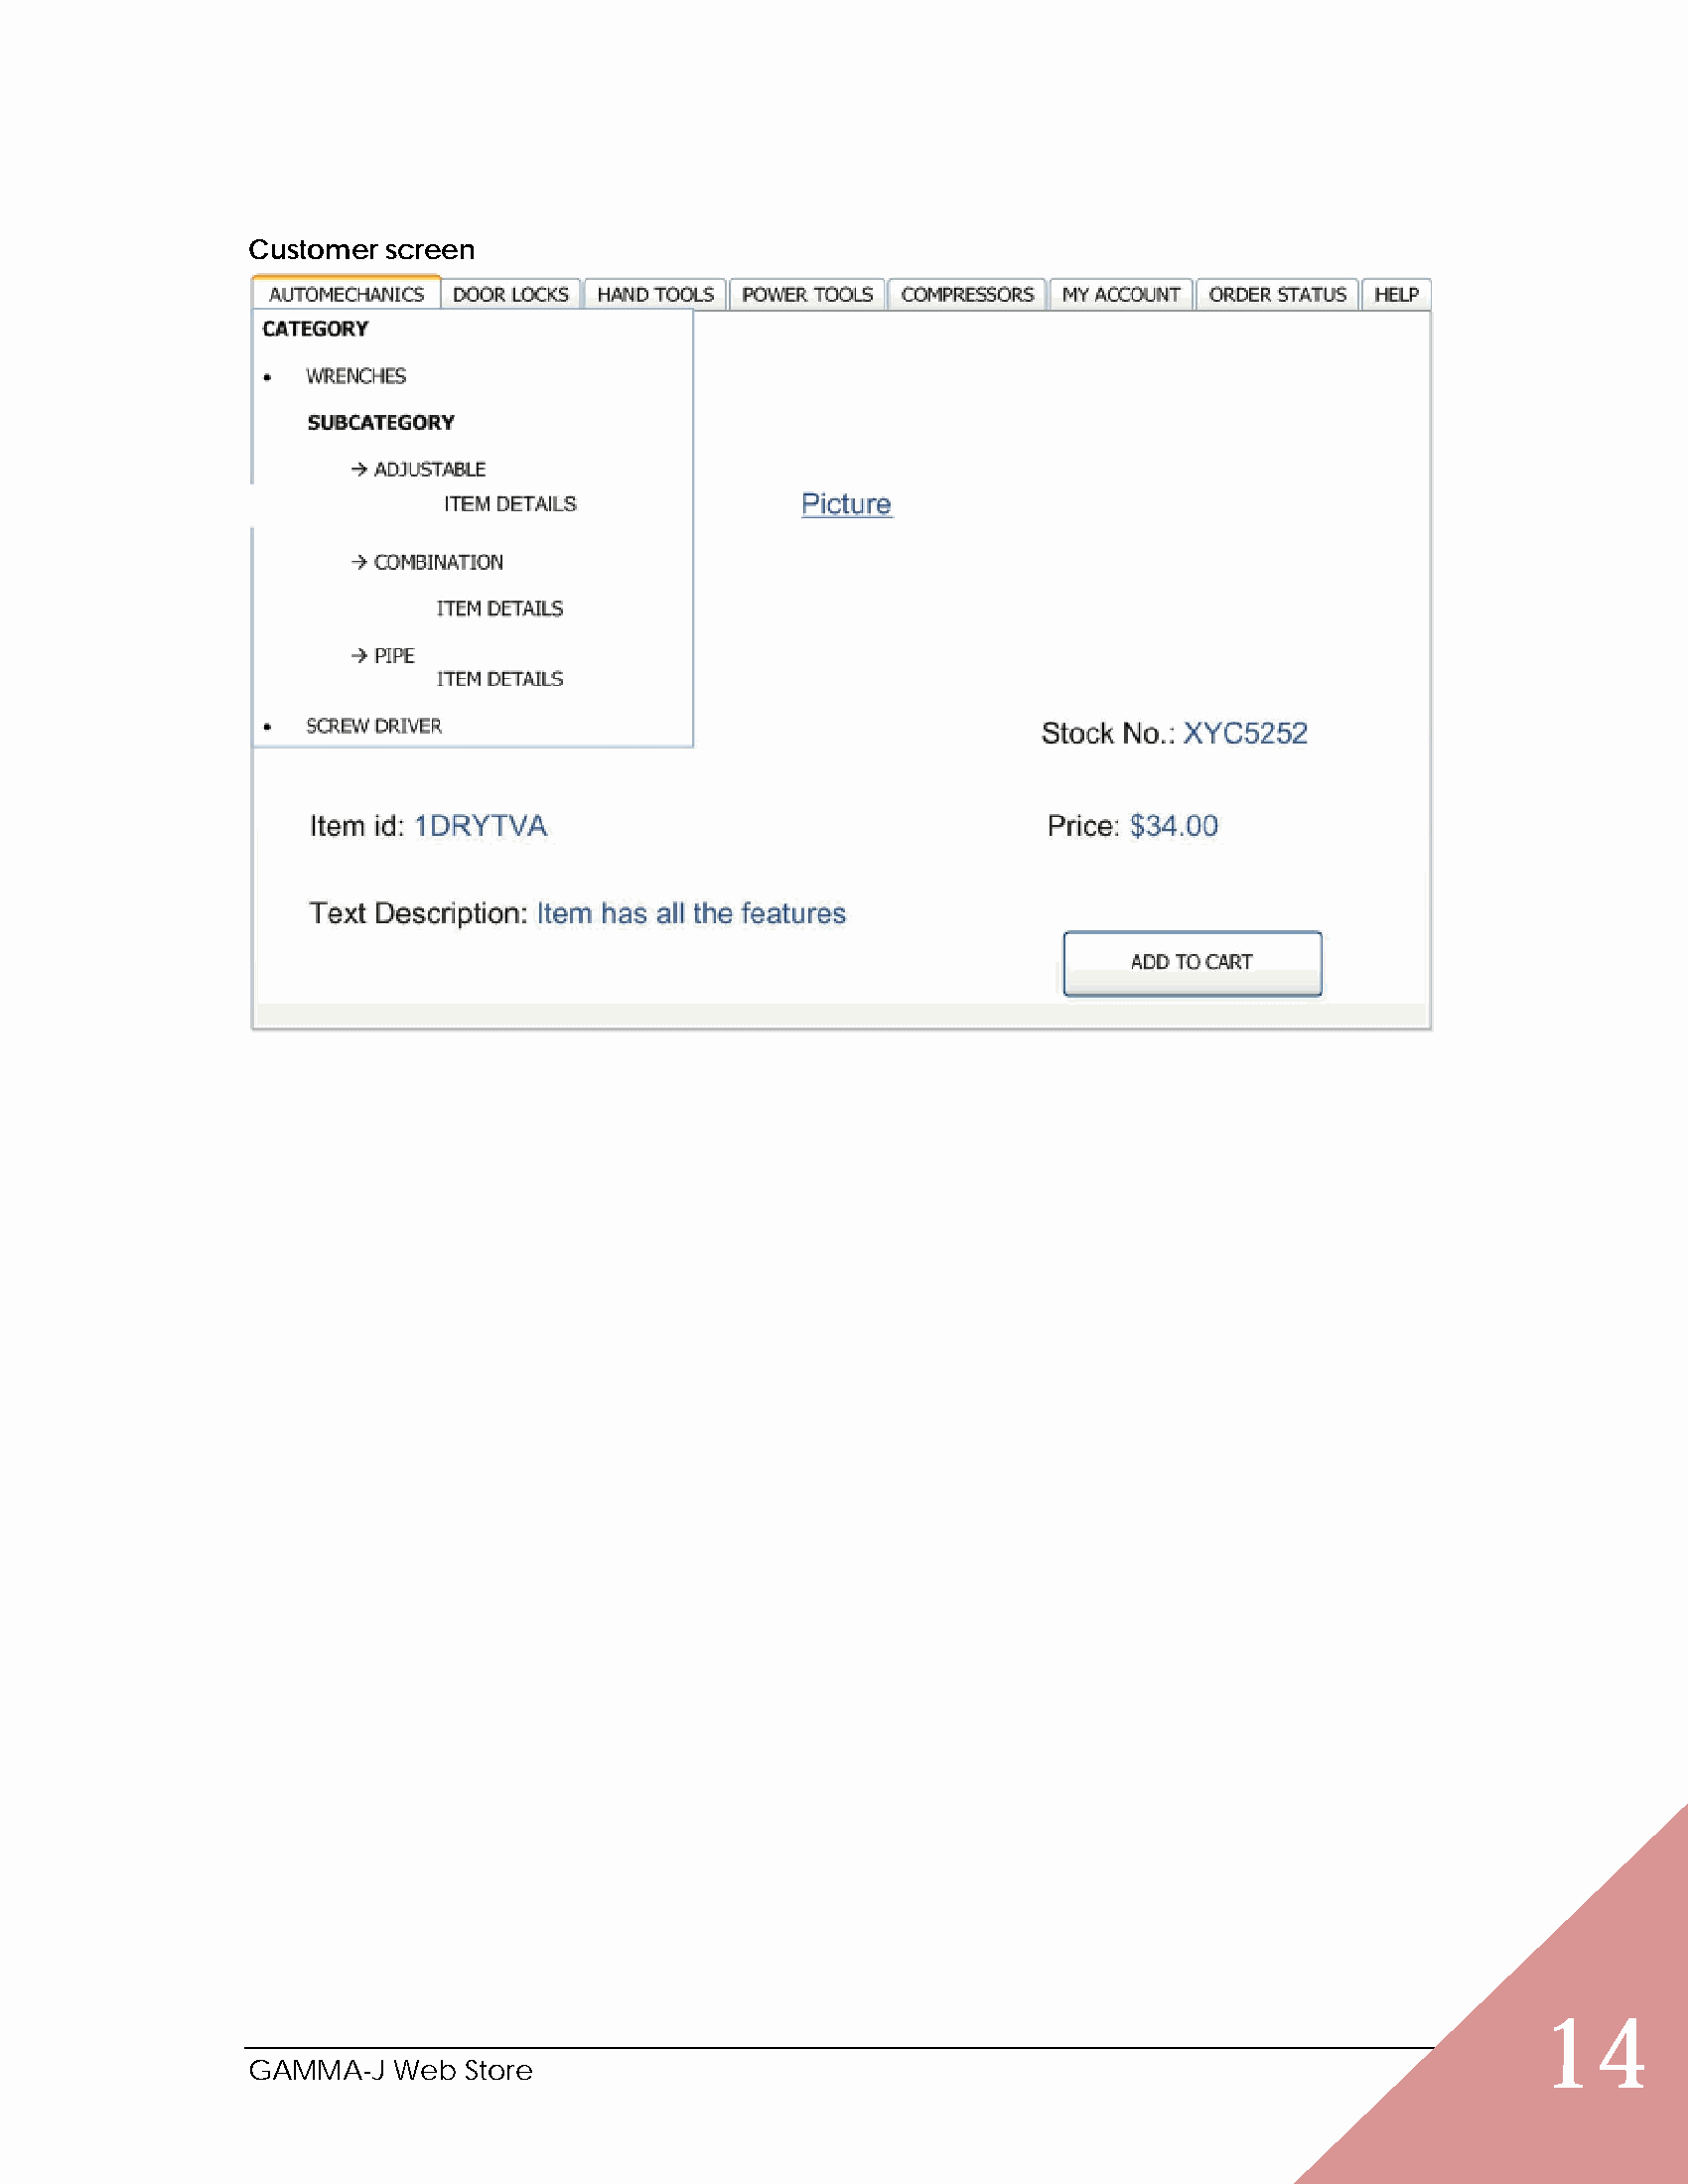 Customer screen
AUTOMECHANICS DOOR LOCKS HAND TOOLS POWER TOOLS COMPRESSORS MY ACCOUNT ORDER STATUS HELP
CATEGORY
• WRENCHES
SUBCATEGORY
→ ADJUSTABLE
ITEM DETAILS
Picture
→ COMBINATION
ITEM DETAILS
→ PIPE
ITEM DETAILS
• SCREW DRIVER
Stock No.: XYC5252
Item id: 1DRYTVA
Price: $34.00
Text Description: Item has all the features
ADD TO CART
GAMMA-J Web Store
14